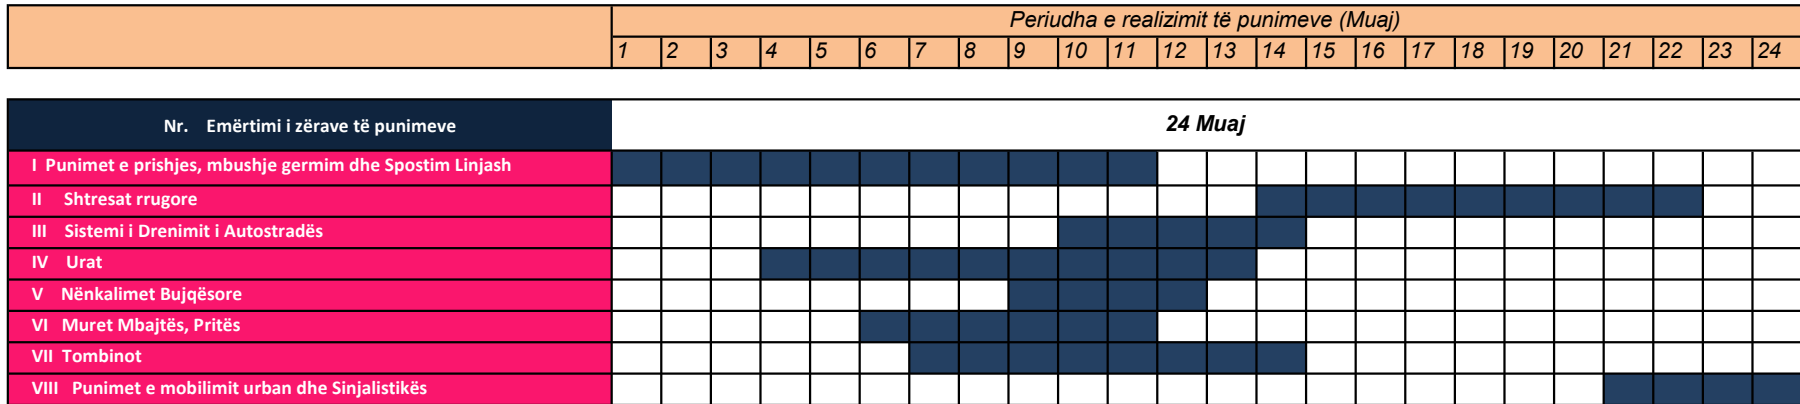 Periudha e realizimit të punimeve (Muaj)
1 2 3 4 5 6 7 8 9 10 11 12 13 14 15 16 17 18 19 20 21 22 23 24
Nr. Emërtimi i zërave të punimeve 24 Muaj
I Punimet e prishjes, mbushje germim dhe Spostim Linjash
II Shtresat rrugore
III Sistemi i Drenimit i Autostradës
IV Urat
V Nënkalimet Bujqësore
VI Muret Mbajtës, Pritës
VII Tombinot
VIII Punimet e mobilimit urban dhe Sinjalistikës